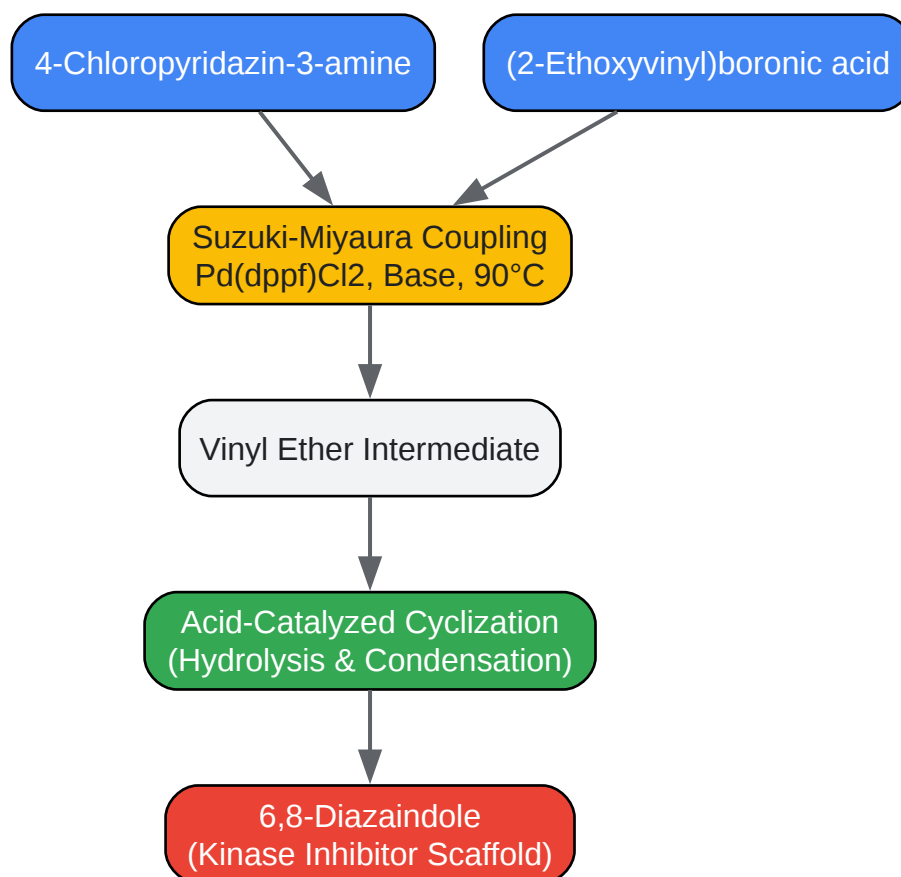 4-Chloropyridazin-3-amine
(2-Ethoxyvinyl)boronic acid
Suzuki-Miyaura Coupling
Pd(dppf)Cl2, Base, 90°C
Vinyl Ether Intermediate
Acid-Catalyzed Cyclization
(Hydrolysis & Condensation)
6,8-Diazaindole
(Kinase Inhibitor Scaffold)